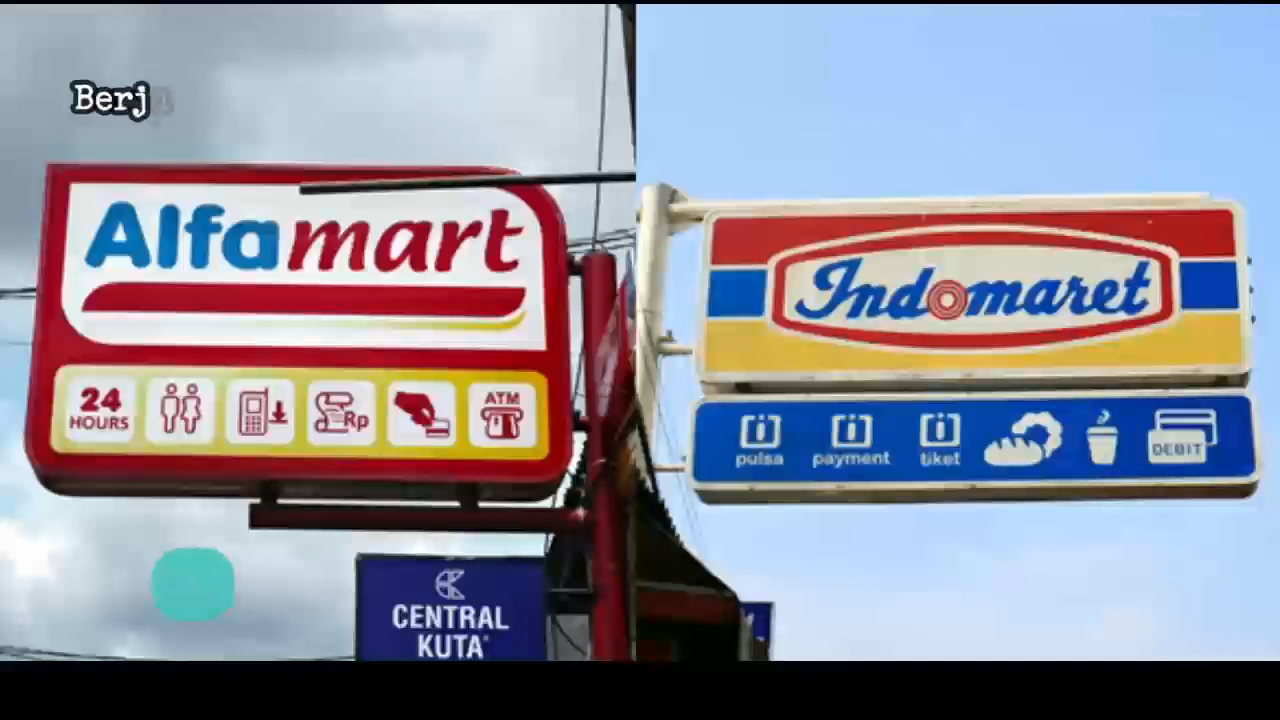 Berj
Alfamart
24
HOURS
Rp
ATM
CENTRAL
KUTA
Indomaret
pulsa
payment
tiket
DEBIT